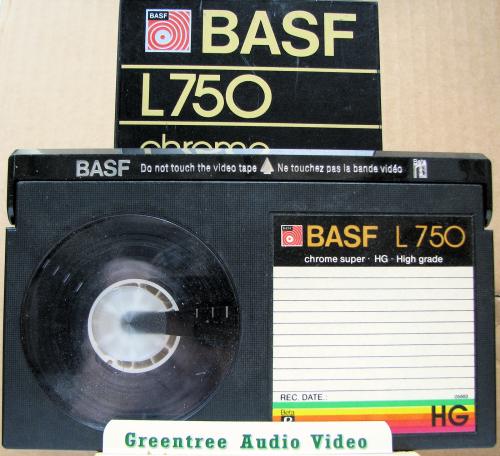 BASF
BASF
L750
chrome
BASF Do not touch the video tape Ne touchez pas la bande vidéo
BASF
BASF L 750
chrome super · HG · High grade
REC. DATE.:
Beta
HG
Greentree Audio Video